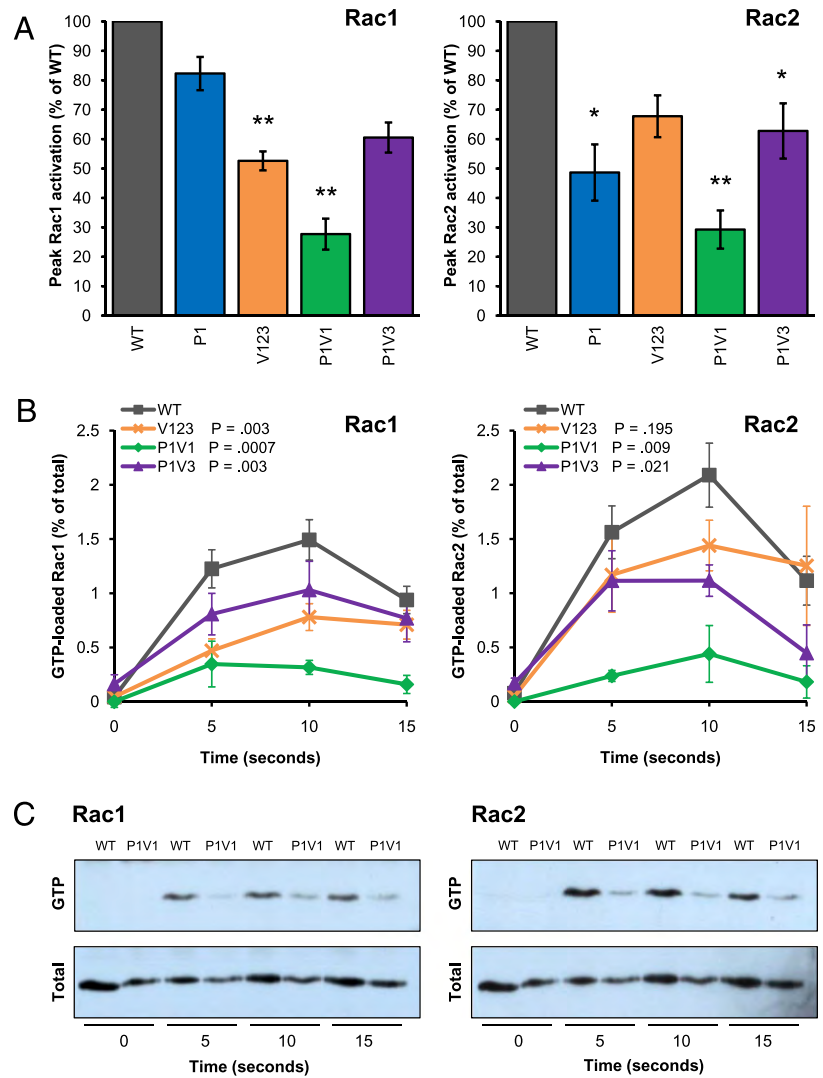 A
Rac1
Peak Rac1 activation (% of WT)
100
90
80
70
60
50
40
30
20
10
0
**
**
WT
P1
V123
P1V1
P1V3
Rac2
Peak Rac2 activation (% of WT)
100
90
80
70
60
50
40
30
20
10
0
*
**
*
WT
P1
V123
P1V1
P1V3
B
Rac1
WT
V123 P = .003
P1V1 P = .0007
P1V3 P = .003
GTP-loaded Rac1 (% of total)
2.5
2
1.5
1
0.5
0
0 5 10 15
Time (seconds)
Rac2
WT
V123 P = .195
P1V1 P = .009
P1V3 P = .021
GTP-loaded Rac2 (% of total)
2.5
2
1.5
1
0.5
0
0 5 10 15
Time (seconds)
C
Rac1
WT P1V1 WT P1V1 WT P1V1 WT P1V1
GTP
Total
0 5 10 15
Time (seconds)
Rac2
WT P1V1 WT P1V1 WT P1V1 WT P1V1
GTP
Total
0 5 10 15
Time (seconds)